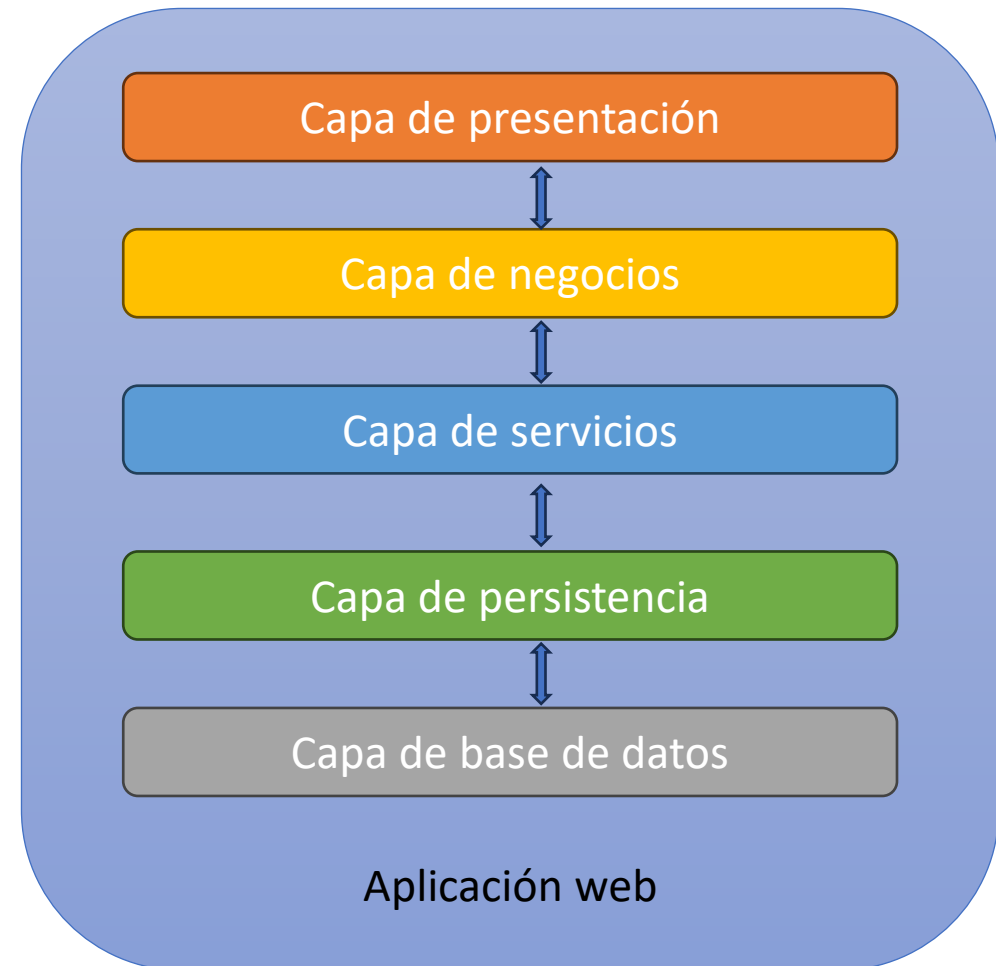 Capa de presentación
Capa de negocios
Capa de servicios
Capa de persistencia
Capa de base de datos
Aplicación web